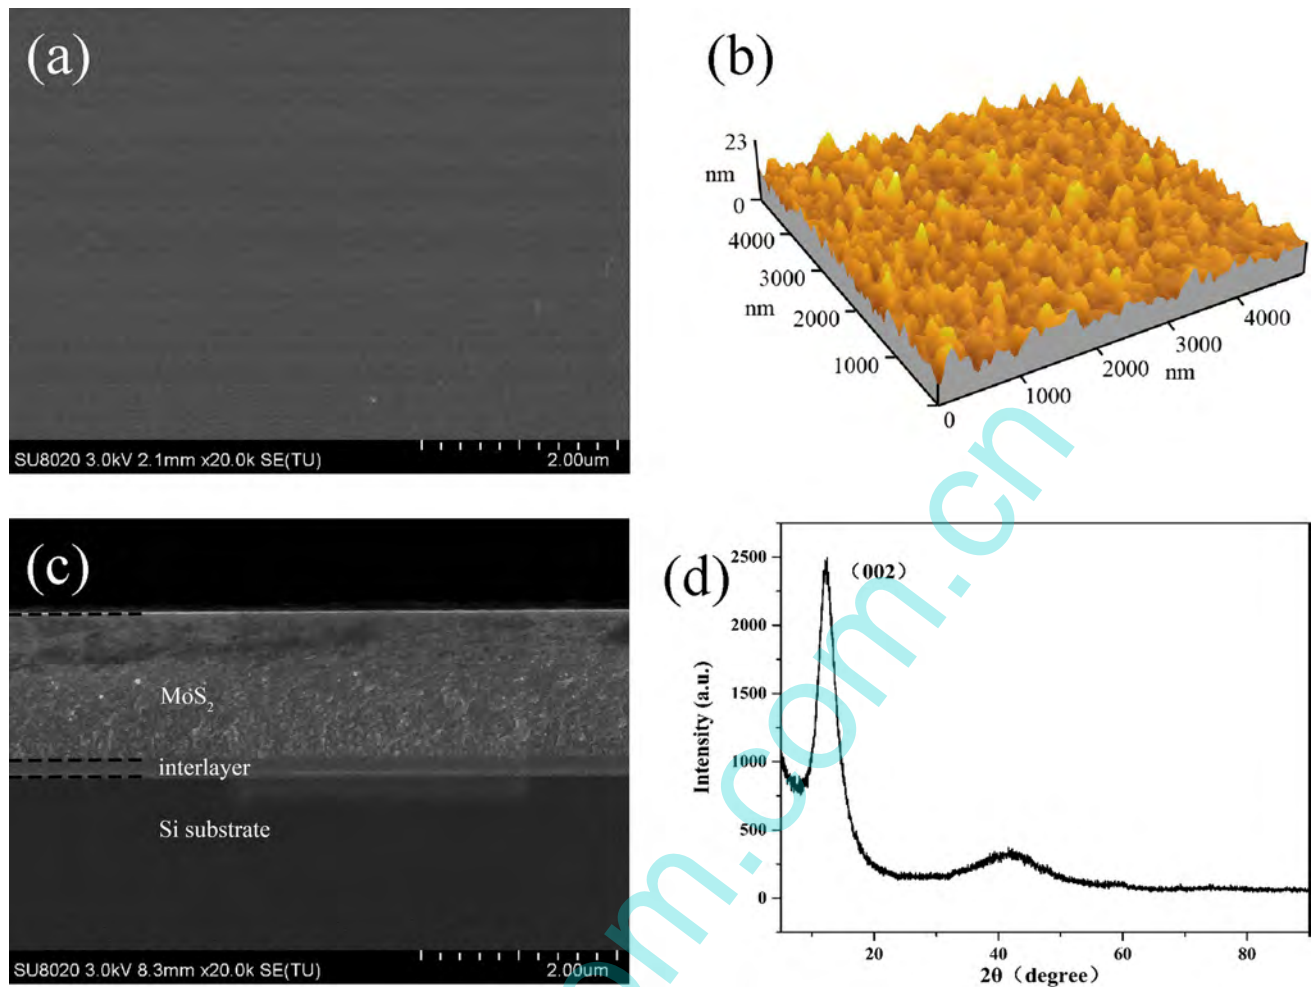 (a)
SU8020 3.0kV 2.1mm x20.0k SE(TU)
2.00um
(b)
23
nm
0
4000
3000
nm
2000
1000
0
1000
2000
nm
3000
4000
(c)
MoS₂
interlayer
Si substrate
SU8020 3.0kV 8.3mm x20.0k SE(TU)
2.00um
(d)
(002)
2500
2000
1500
1000
500
0
Intensity (a.u.)
20
40
60
80
2θ（degree）
om.com.cn